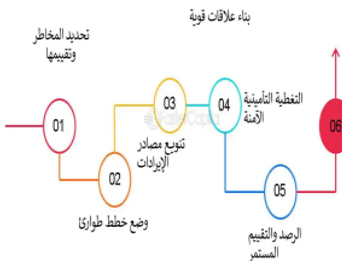 بناء علاقات قوية
تحديد المخاطر
وتقييمها
01
02
03
04
05
06
التغطية التأمينية
الآمنة
تنويع مصادر
الإيرادات
وضع خطط طوارئ
الرصد والتقييم
المستمر